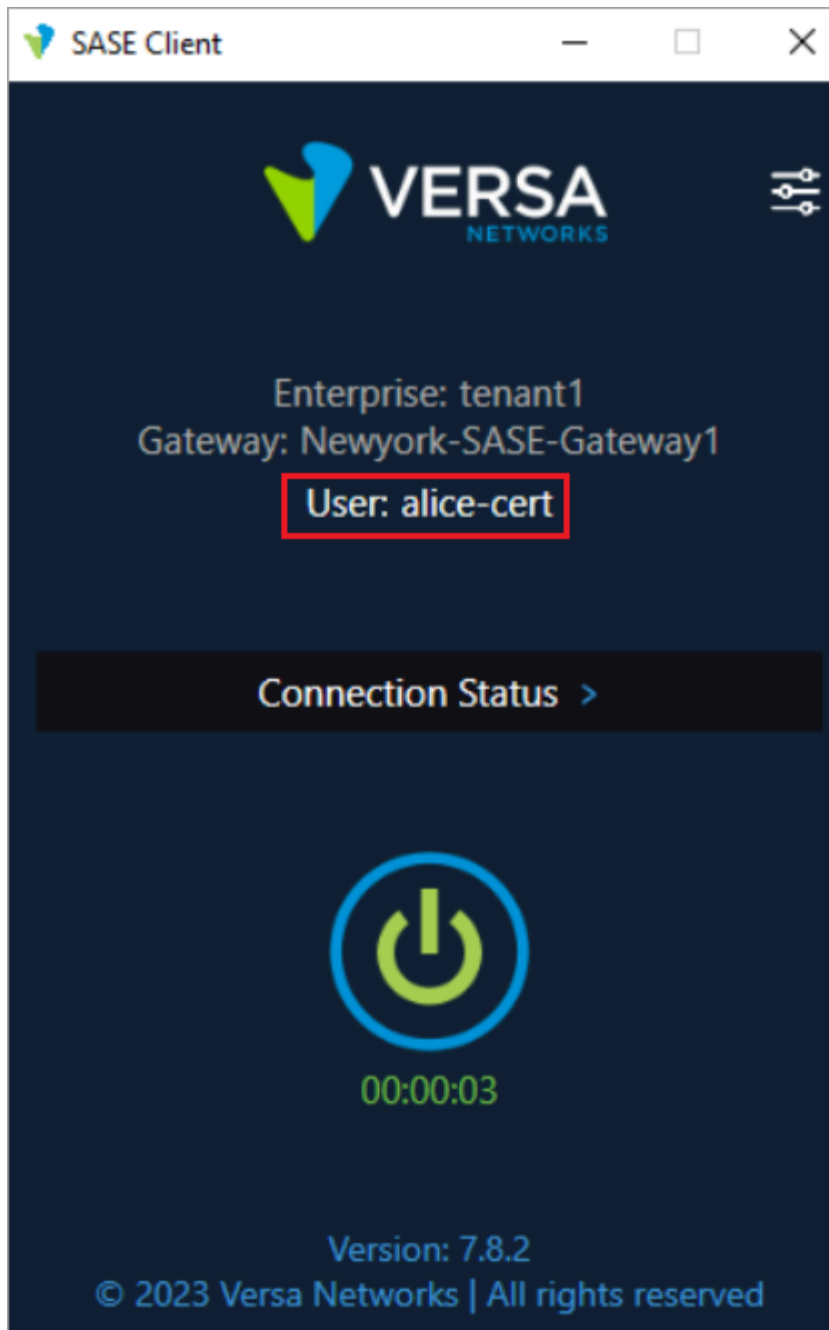 SASE Client
VERSA
NETWORKS
Enterprise: tenant1
Gateway: Newyork-SASE-Gateway1
User: alice-cert
Connection Status >
00:00:03
Version: 7.8.2
© 2023 Versa Networks | All rights reserved